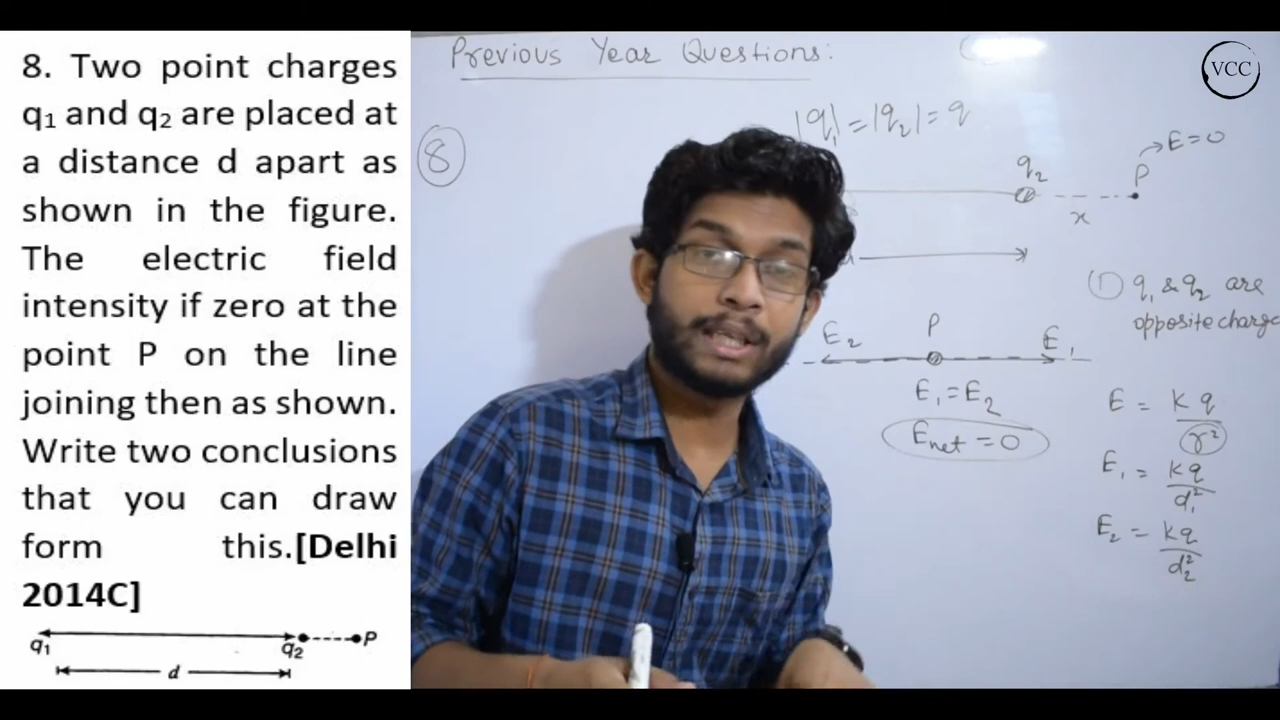 8. Two point charges
q₁ and q₂ are placed at
a distance d apart as
shown in the figure.
The electric field
intensity if zero at the
point P on the line
joining then as shown.
Write two conclusions
that you can draw
form this.[Delhi
2014C]
q₁ q₂ P
d
Previous Year Questions:
VCC
8
|q₁| = |q₂| = q
q₂ P → E=0
x
d
① q₁ & q₂ are
opposite charge
E₂ P E₁
E₁ = E₂
Enet = 0
E = kq/r²
E₁ = kq/d₁²
E₂ = kq/d₂²